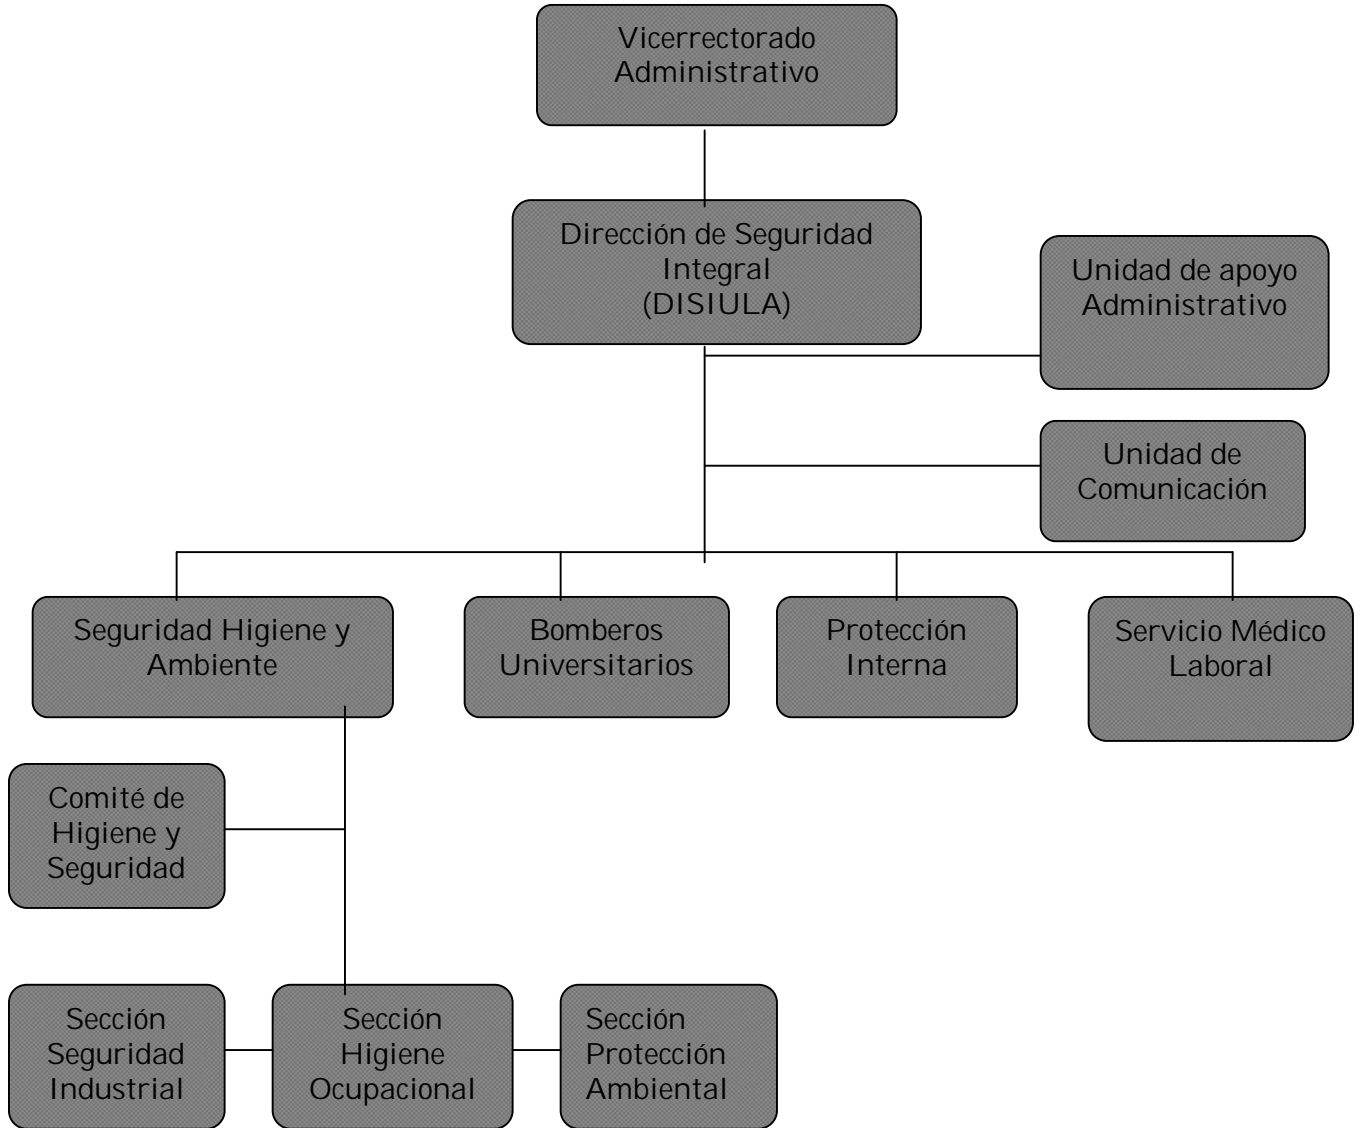 Vicerrectorado
Administrativo
Dirección de Seguridad
Integral
(DISIULA)
Unidad de apoyo
Administrativo
Unidad de
Comunicación
Seguridad Higiene y
Ambiente
Bomberos
Universitarios
Protección
Interna
Servicio Médico
Laboral
Comité de
Higiene y
Seguridad
Sección
Seguridad
Industrial
Sección
Higiene
Ocupacional
Sección
Protección
Ambiental